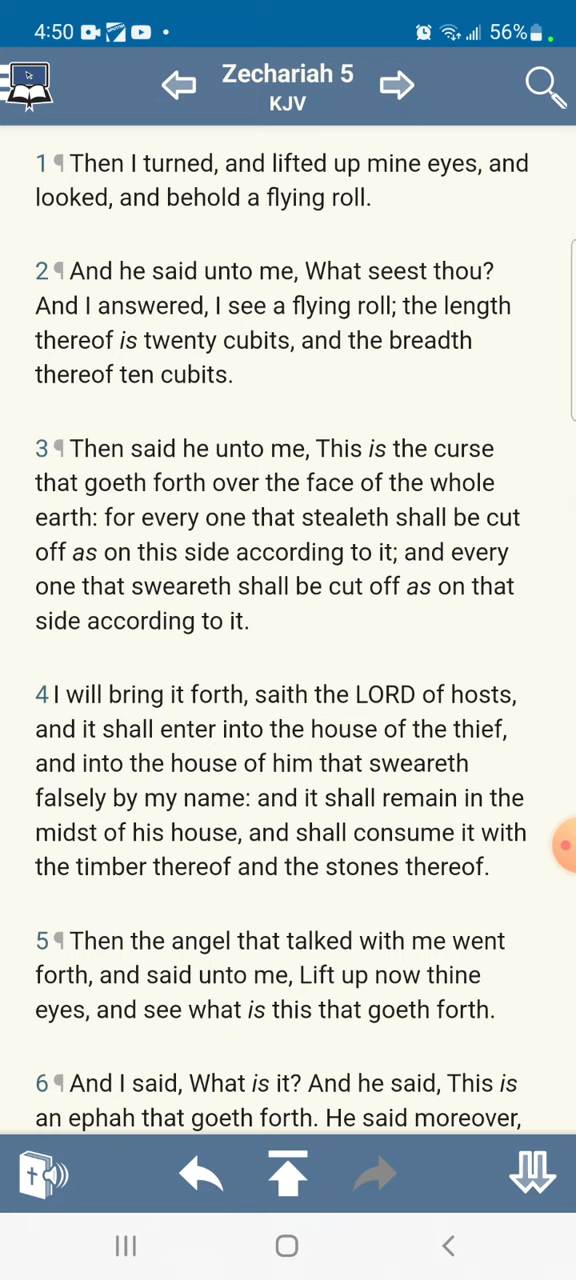 4:50 56%
Zechariah 5
KJV
1 ¶ Then I turned, and lifted up mine eyes, and
looked, and behold a flying roll.
2 ¶ And he said unto me, What seest thou?
And I answered, I see a flying roll; the length
thereof is twenty cubits, and the breadth
thereof ten cubits.
3 ¶ Then said he unto me, This is the curse
that goeth forth over the face of the whole
earth: for every one that stealeth shall be cut
off as on this side according to it; and every
one that sweareth shall be cut off as on that
side according to it.
4 I will bring it forth, saith the LORD of hosts,
and it shall enter into the house of the thief,
and into the house of him that sweareth
falsely by my name: and it shall remain in the
midst of his house, and shall consume it with
the timber thereof and the stones thereof.
5 ¶ Then the angel that talked with me went
forth, and said unto me, Lift up now thine
eyes, and see what is this that goeth forth.
6 ¶ And I said, What is it? And he said, This is
an ephah that goeth forth. He said moreover,